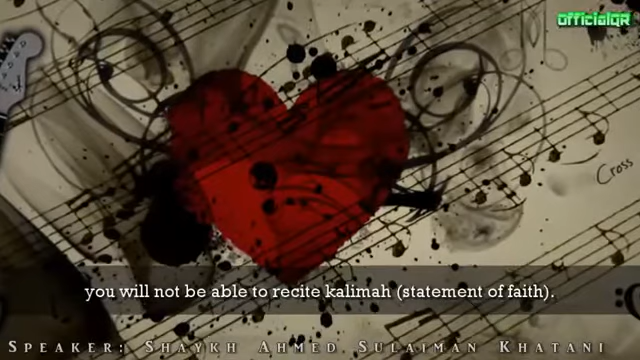 OfficialQR
Cross
you will not be able to recite kalimah (statement of faith).
Speaker: Shaykh Ahmed Sulaiman Khatani